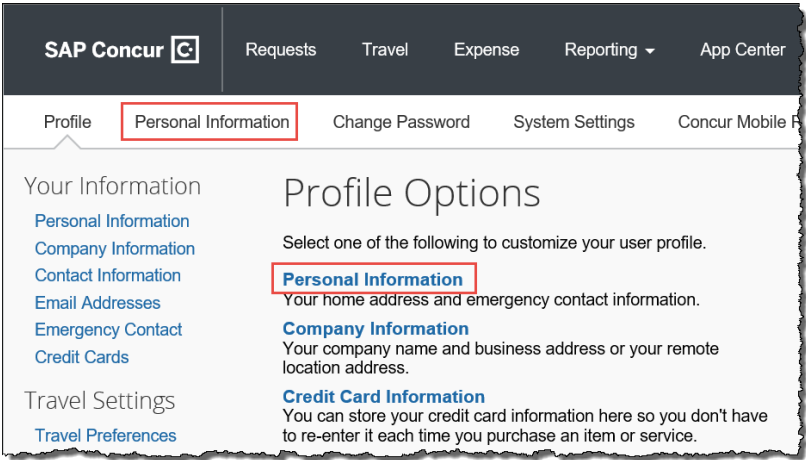 SAP Concur C Requests Travel Expense Reporting App Center
Profile Personal Information Change Password System Settings Concur Mobile
Your Information
Personal Information
Company Information
Contact Information
Email Addresses
Emergency Contact
Credit Cards
Travel Settings
Travel Preferences
Profile Options
Select one of the following to customize your user profile.
Personal Information
Your home address and emergency contact information.
Company Information
Your company name and business address or your remote
location address.
Credit Card Information
You can store your credit card information here so you don't have
to re-enter it each time you purchase an item or service.